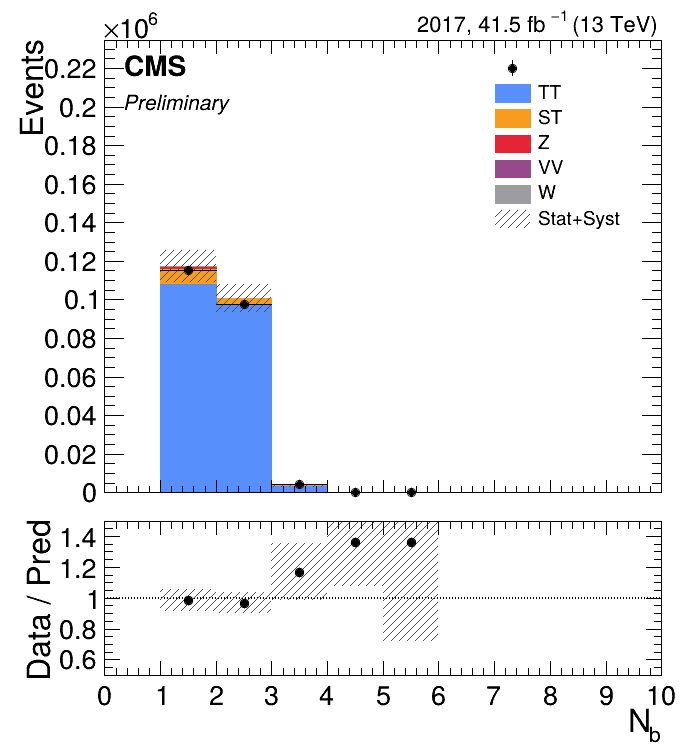 ×10⁶
2017, 41.5 fb⁻¹ (13 TeV)
CMS
Preliminary
Events
0.22
0.2
0.18
0.16
0.14
0.12
0.1
0.08
0.06
0.04
0.02
0
TT
ST
Z
VV
W
Stat+Syst
Data / Pred
1.4
1.2
1
0.8
0.6
0 1 2 3 4 5 6 7 8 9 10
N_b